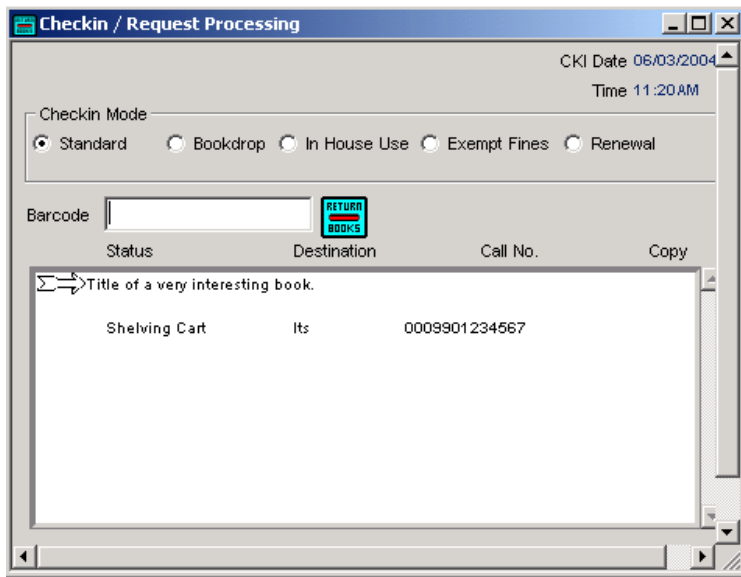 Checkin / Request Processing
CKI Date 06/03/2004
Time 11:20AM
Checkin Mode
Standard Bookdrop In House Use Exempt Fines Renewal
Barcode RETURN BOOKS
Status Destination Call No. Copy
Title of a very interesting book.
Shelving Cart lts 0009901234567